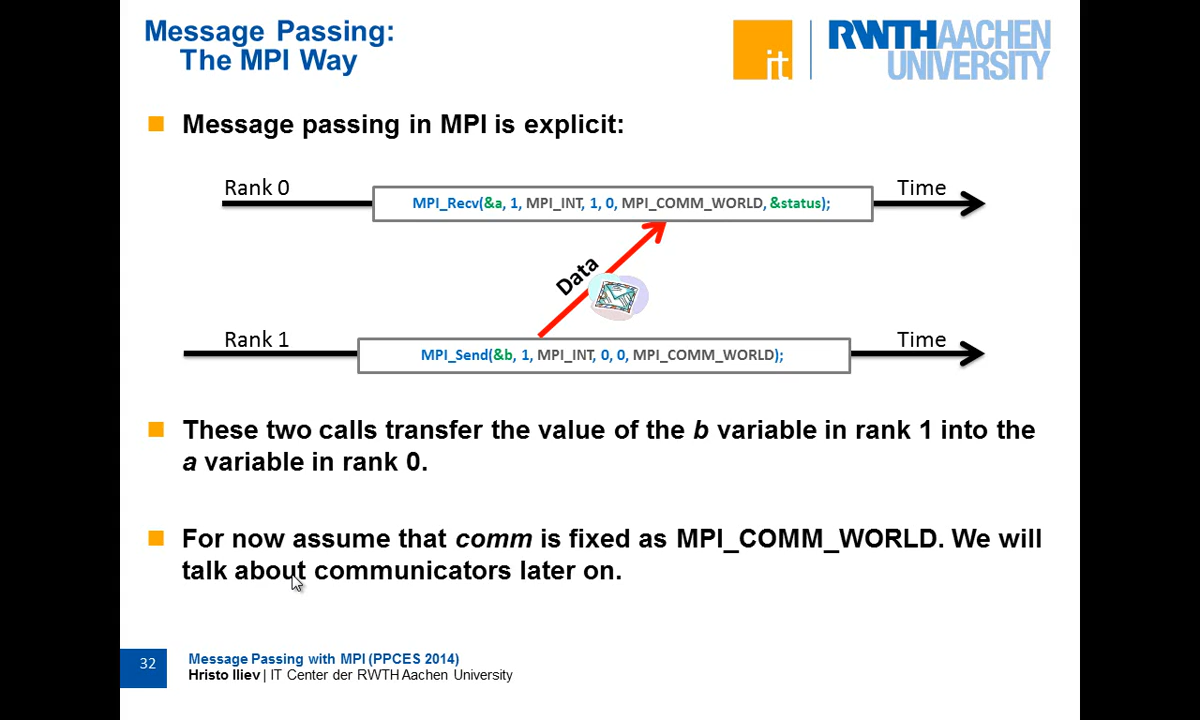 Message Passing:
The MPI Way
it
RWTHAACHEN
UNIVERSITY
Message passing in MPI is explicit:
Rank 0
MPI_Recv(&a, 1, MPI_INT, 1, 0, MPI_COMM_WORLD, &status);
Time
Data
Rank 1
MPI_Send(&b, 1, MPI_INT, 0, 0, MPI_COMM_WORLD);
Time
These two calls transfer the value of the b variable in rank 1 into the
a variable in rank 0.
For now assume that comm is fixed as MPI_COMM_WORLD. We will
talk about communicators later on.
32
Message Passing with MPI (PPCES 2014)
Hristo Iliev | IT Center der RWTH Aachen University